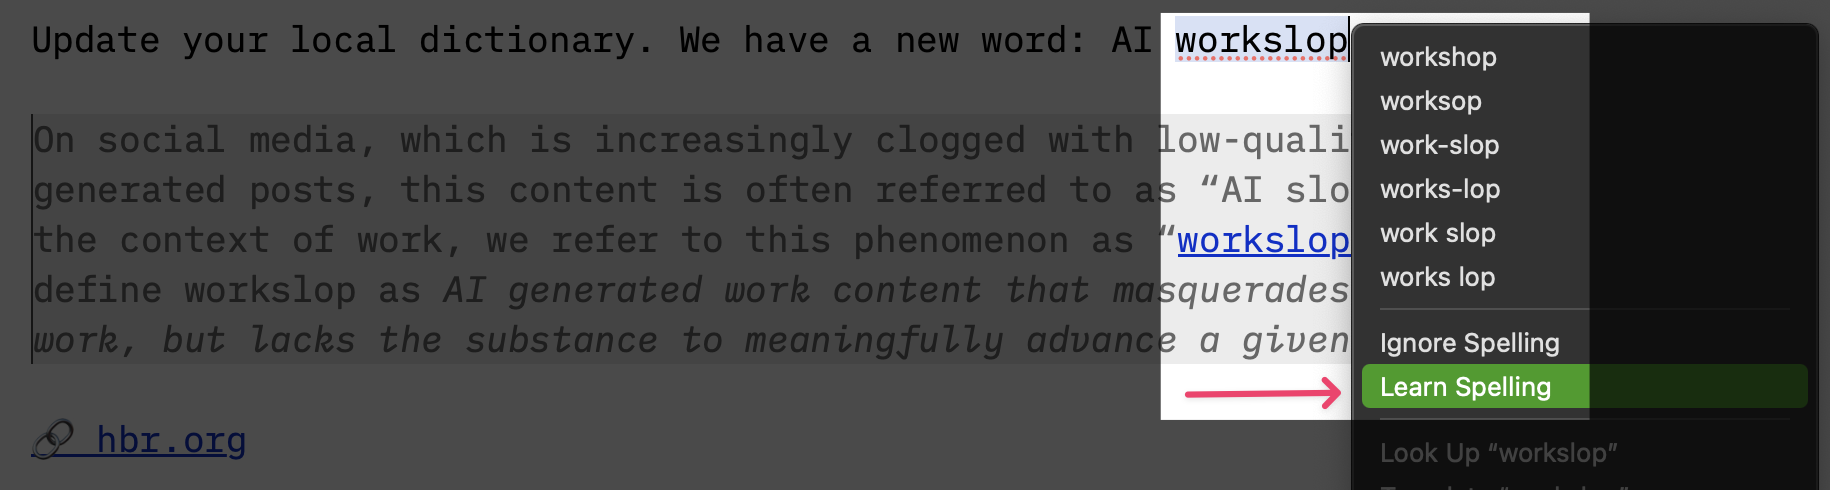 Update your local dictionary. We have a new word: AI workslop
On social media, which is increasingly clogged with low-quali
generated posts, this content is often referred to as “AI slo
the context of work, we refer to this phenomenon as “workslop
define workslop as AI generated work content that masquerades
work, but lacks the substance to meaningfully advance a given
hbr.org
workshop
worksop
work-slop
works-lop
work slop
works lop
Ignore Spelling
Learn Spelling
Look Up “workslop”